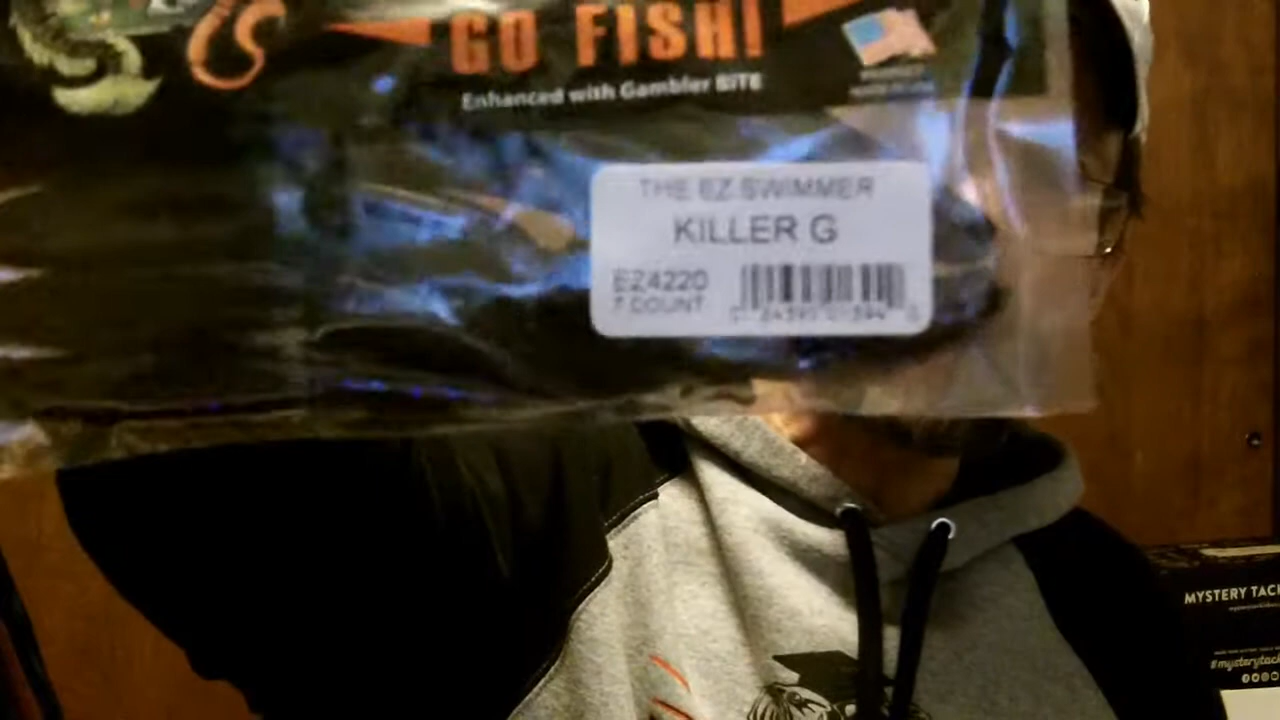 GO FISH!
Enhanced with Gambler BITE
THE EZ SWIMMER
KILLER G
EZ4220
7 COUNT
MYSTERY TACK
#mysterytack